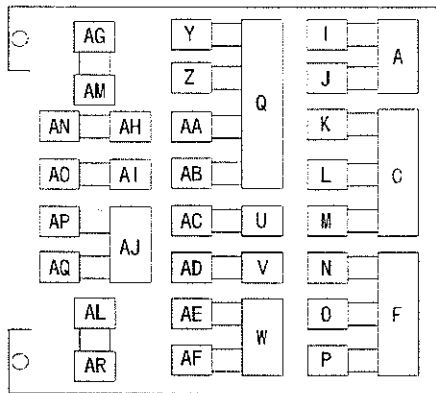 AG Y I A
AM Z J
Q
AN AH AA K
AO AI AB L C
AP AC U M
AJ
AQ AD V N
AL AE O F
W
AR AF P